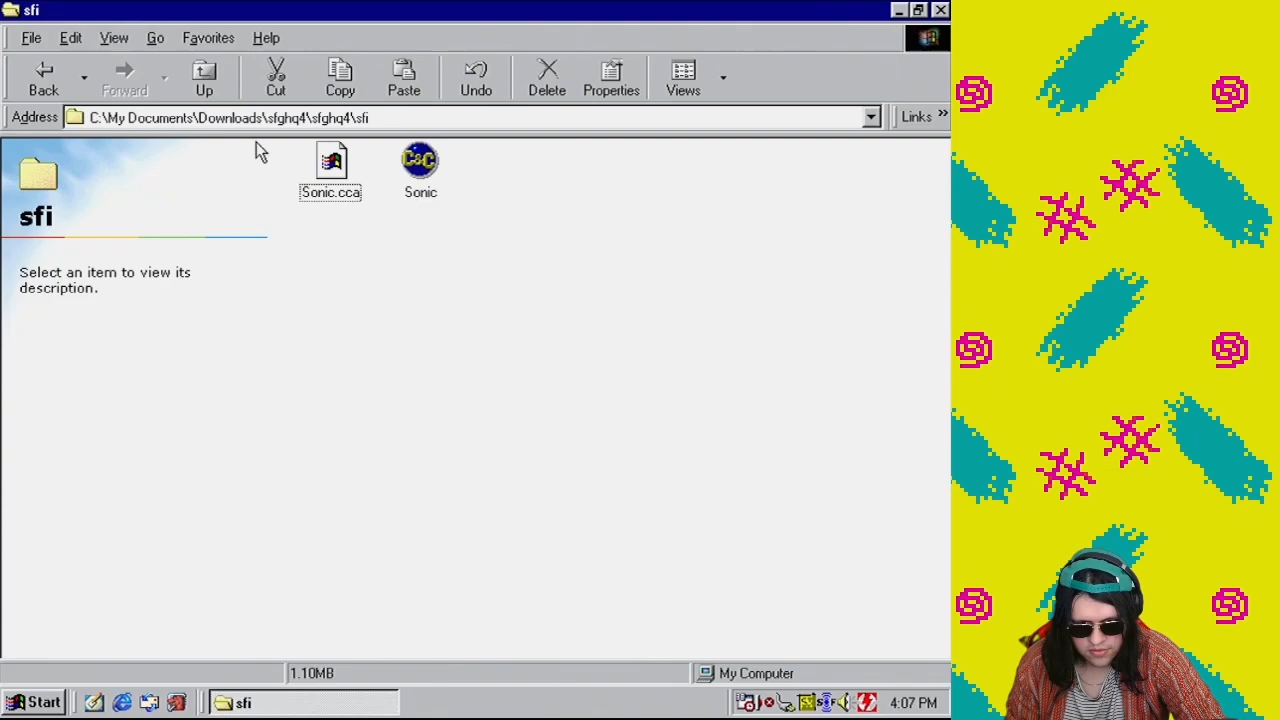 sfi
File Edit View Go Favorites Help
Back Forward Up Cut Copy Paste Undo Delete Properties Views
Address C:\My Documents\Downloads\sfghq4\sfghq4\sfi Links »
C&C
Sonic.cca Sonic
sfi
Select an item to view its
description.
1.10MB My Computer
Start sfi 4:07 PM